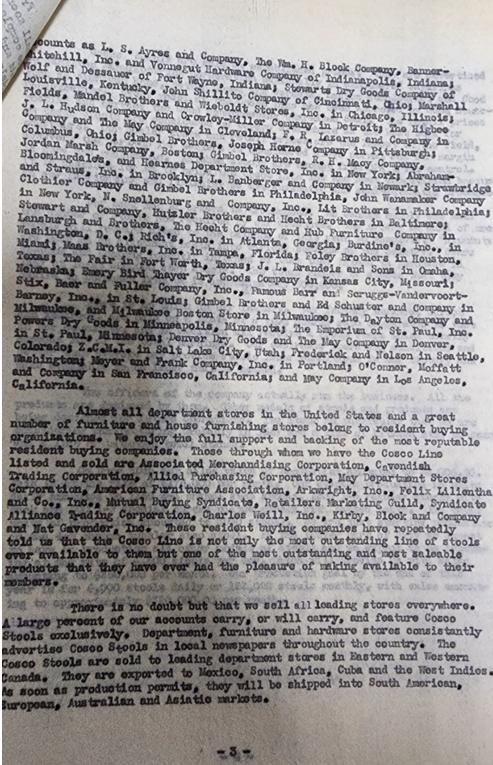 counts as L. S. Ayres and Company, The Wm. H. Block Company, Banner-
Whitehill, Inc. and Vonnegut Hardware Company of Indianapolis, Indiana;
Wolf and Dessauer of Fort Wayne, Indiana; Stewarts Dry Goods Company of
Louisville, Kentucky, John Shillito Company of Cincinnati, Ohio; Marshall
Fields, Mandel Brothers and Wieboldt Stores, Inc. in Chicago, Illinois;
J. L. Hudson Company and Crowley-Miller Company in Detroit; The Higbee
Company and The May Company in Cleveland; F. R. Lazarus and Company in
Columbus, Ohio; Gimbel Brothers, Joseph Horne Company in Pittsburgh;
Jordan Marsh Company, Boston; Gimbel Brothers, R. H. Macy Company,
Bloomingdales, and Hearnes Department Store, Inc. in New York; Abraham-
and Straus, Inc. in Brooklyn; L. Banberger and Company in Newark; Strawbridge
Clothier Company and Gimbel Brothers in Philadelphia, John Wanamaker Company
in New York, N. Snellenburg and Company, Inc., Lit Brothers in Philadelphia;
Stewart and Company, Hutzler Brothers and Hecht Brothers in Baltimore;
Lansburgh and Brothers, The Hecht Company and Hub Furniture Company in
Washington, D. C.; Rich's, Inc. in Atlanta, Georgia; Burdine's, Inc., in
Miami; Maas Brothers, Inc. in Tampa, Florida; Foley Brothers in Houston,
Texas; The Fair in Fort Worth, Texas; J. L. Brandeis and Sons in Omaha,
Nebraska; Emery Bird Thayer Dry Goods Company in Kansas City, Missouri;
Stix, Baer and Fuller Company, Inc., Famous Barr and Scruggs-Vandervoort-
Barney, Inc., in St. Louis; Gimbel Brothers and Ed Schuster and Company in
Milwaukee, and Milwaukee Boston Store in Milwaukee; The Dayton Company and
Powers Dry Goods in Minneapolis, Minnesota; The Emporium of St. Paul, Inc.
in St. Paul, Minnesota; Denver Dry Goods and The May Company in Denver,
Colorado; Z.C.M.I. in Salt Lake City, Utah; Frederick and Nelson in Seattle,
Washington; Meyer and Frank Company, Inc. in Portland; O'Connor, Moffatt
and Company in San Francisco, California; and May Company in Los Angeles,
California.
Almost all department stores in the United States and a great
number of furniture and house furnishing stores belong to resident buying
organizations. We enjoy the full support and backing of the most reputable
resident buying companies. Those through whom we have the Cosco Line
listed and sold are Associated Merchandising Corporation, Cavendish
Trading Corporation, Allied Purchasing Corporation, May Department Stores
Corporation, American Furniture Association, Arkwright, Inc., Felix Lilientha
and Co., Inc., Mutual Buying Syndicate, Retailers Marketing Guild, Syndicate
Alliance Trading Corporation, Charles Weill, Inc., Kirby, Block and Company
and Nat Gavender, Inc. These resident buying companies have repeatedly
told us that the Cosco Line is not only the most outstanding line of stools
ever available to them but one of the most outstanding and most saleable
products that they have ever had the pleasure of making available to their
members.
There is no doubt but that we sell all leading stores everywhere.
A large percent of our accounts carry, or will carry, and feature Cosco
Stools exclusively. Department, furniture and hardware stores consistently
advertise Cosco Stools in local newspapers throughout the country. The
Cosco Stools are sold to leading department stores in Eastern and Western
Canada. They are exported to Mexico, South Africa, Cuba and the West Indies.
As soon as production permits, they will be shipped into South American,
European, Australian and Asiatic markets.
- 3 -